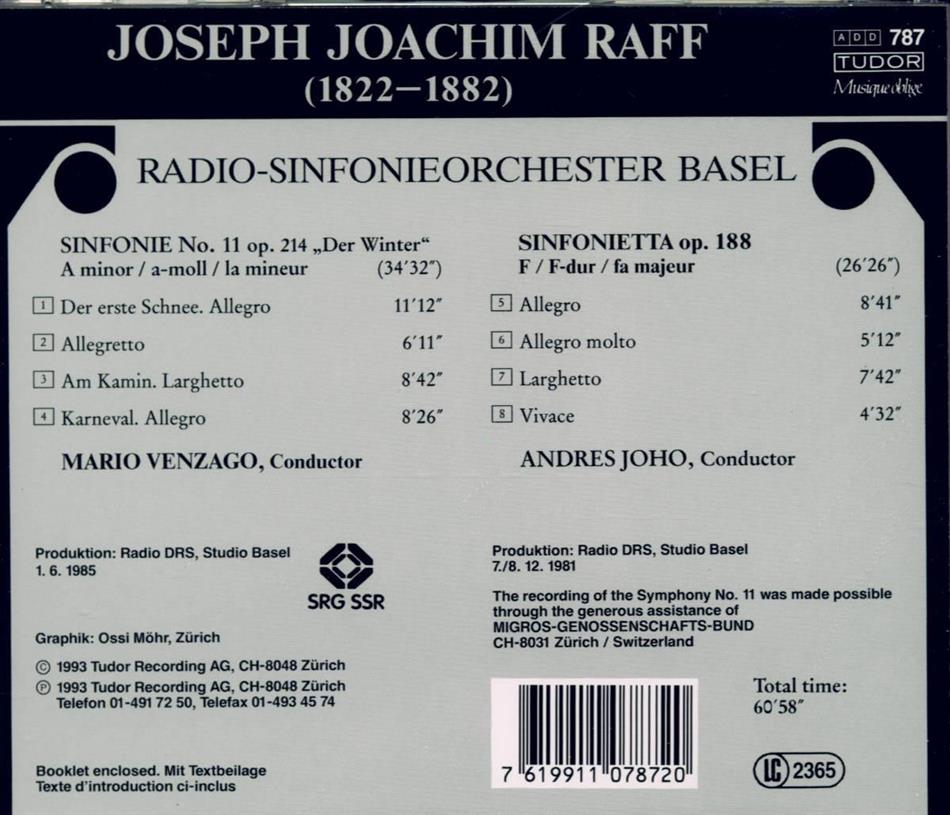 JOSEPH JOACHIM RAFF
(1822–1882)
ADD 787
TUDOR
Musique oblige
RADIO-SINFONIEORCHESTER BASEL
SINFONIE No. 11 op. 214 „Der Winter“
A minor / a-moll / la mineur (34′32″)
1 Der erste Schnee. Allegro 11′12″
2 Allegretto 6′11″
3 Am Kamin. Larghetto 8′42″
4 Karneval. Allegro 8′26″
MARIO VENZAGO, Conductor
SINFONIETTA op. 188
F / F-dur / fa majeur (26′26″)
5 Allegro 8′41″
6 Allegro molto 5′12″
7 Larghetto 7′42″
8 Vivace 4′32″
ANDRES JOHO, Conductor
Produktion: Radio DRS, Studio Basel
1. 6. 1985
SRG SSR
Graphik: Ossi Möhr, Zürich
© 1993 Tudor Recording AG, CH-8048 Zürich
℗ 1993 Tudor Recording AG, CH-8048 Zürich
Telefon 01-491 72 50, Telefax 01-493 45 74
Booklet enclosed. Mit Textbeilage
Texte d'introduction ci-inclus
Produktion: Radio DRS, Studio Basel
7./8. 12. 1981
The recording of the Symphony No. 11 was made possible
through the generous assistance of
MIGROS-GENOSSENSCHAFTS-BUND
CH-8031 Zürich / Switzerland
7 619911 078720
Total time:
60′58″
LC 2365